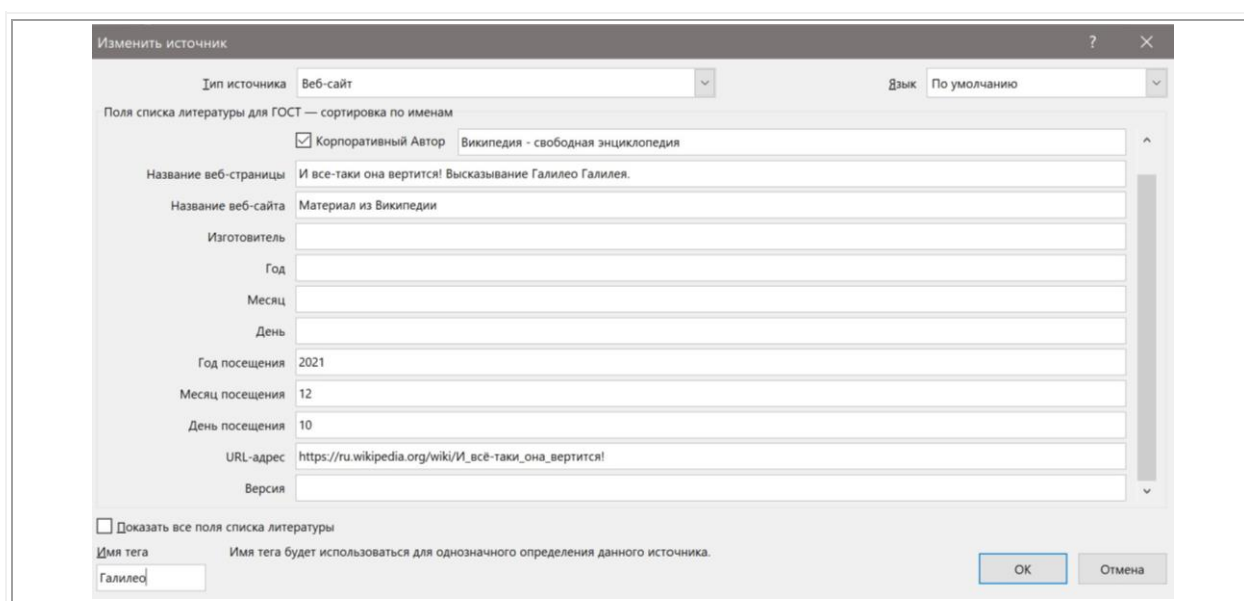 Изменить источник ? ×
Тип источника Веб-сайт Язык По умолчанию
Поля списка литературы для ГОСТ — сортировка по именам
Корпоративный Автор Википедия - свободная энциклопедия
Название веб-страницы И все-таки она вертится! Высказывание Галилео Галилея.
Название веб-сайта Материал из Википедии
Изготовитель
Год
Месяц
День
Год посещения 2021
Месяц посещения 12
День посещения 10
URL-адрес https://ru.wikipedia.org/wiki/И_всё-таки_она_вертится!
Версия
Показать все поля списка литературы
Имя тега Имя тега будет использоваться для однозначного определения данного источника.
Галилео ОК Отмена